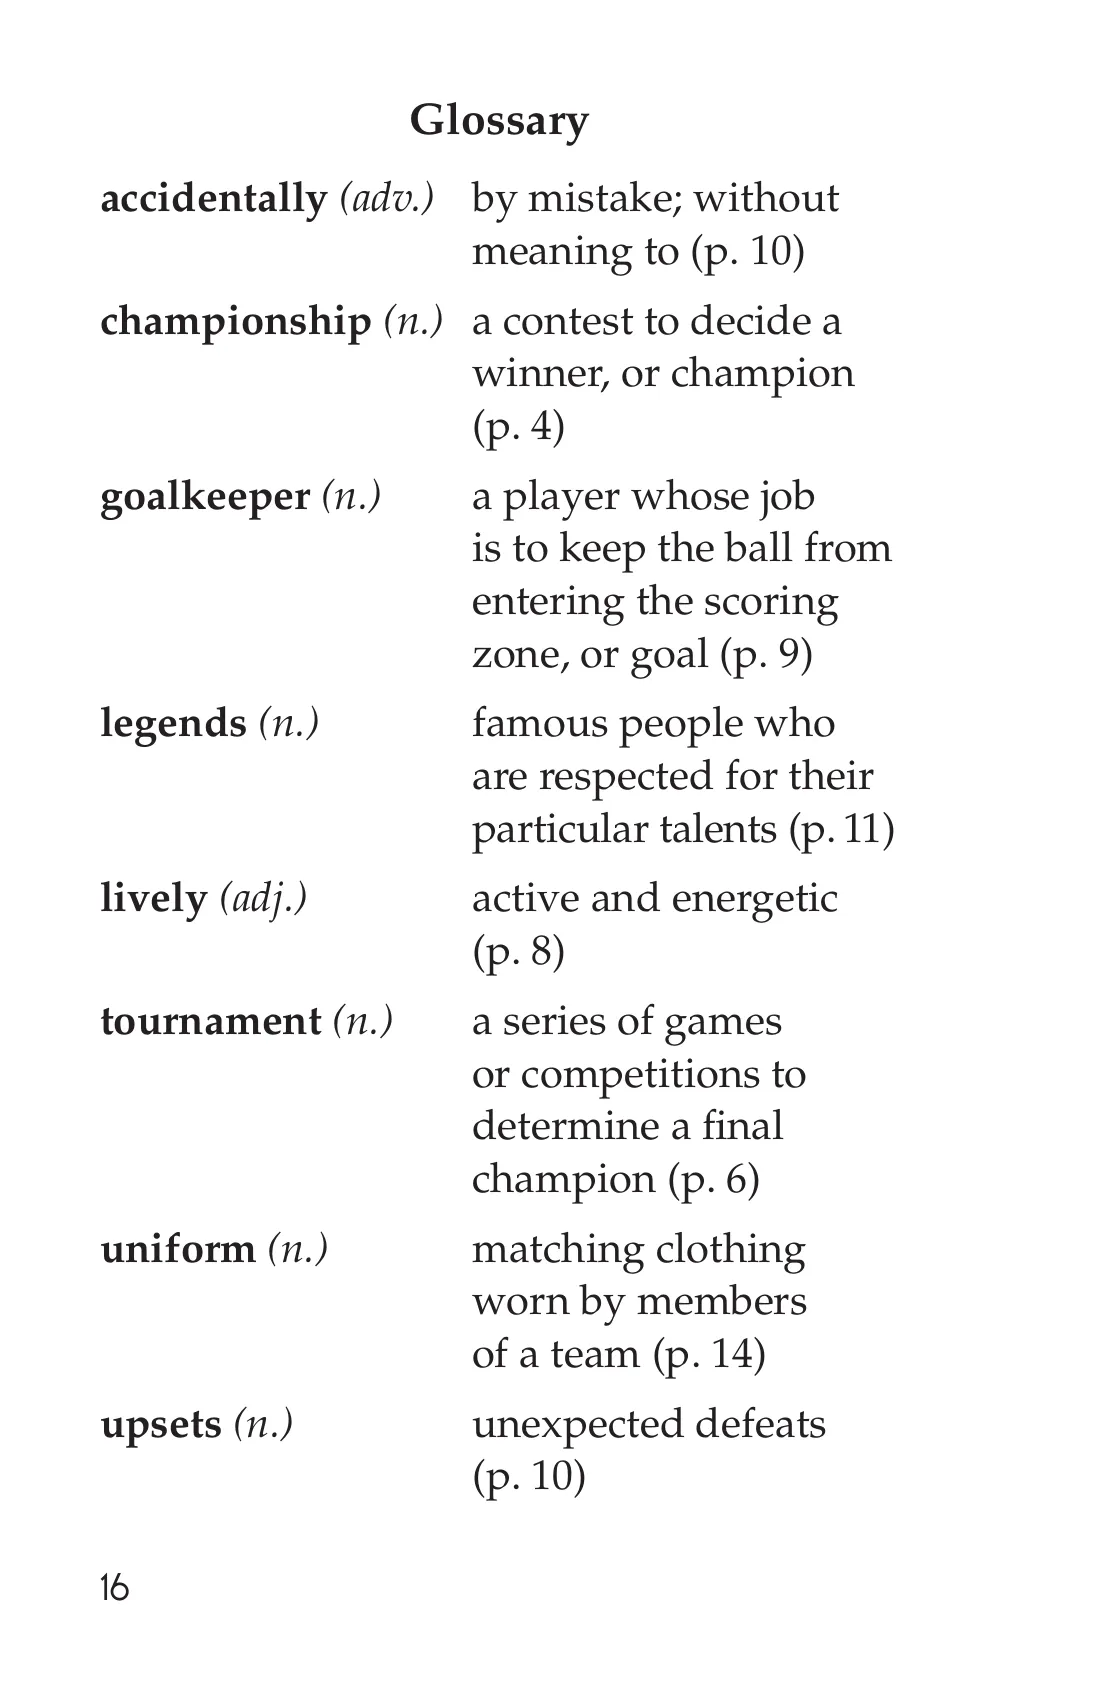 Glossary
accidentally (adv.) by mistake; without
meaning to (p. 10)
championship (n.) a contest to decide a
winner, or champion
(p. 4)
goalkeeper (n.) a player whose job
is to keep the ball from
entering the scoring
zone, or goal (p. 9)
legends (n.) famous people who
are respected for their
particular talents (p. 11)
lively (adj.) active and energetic
(p. 8)
tournament (n.) a series of games
or competitions to
determine a final
champion (p. 6)
uniform (n.) matching clothing
worn by members
of a team (p. 14)
upsets (n.) unexpected defeats
(p. 10)
16